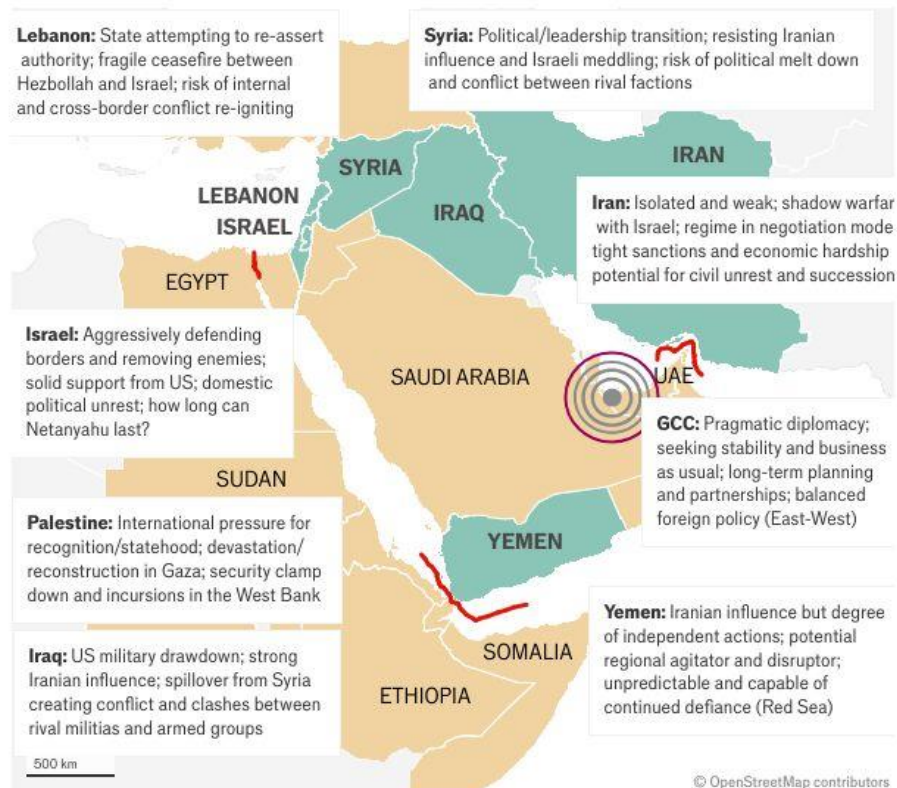 Lebanon: State attempting to re-assert
authority; fragile ceasefire between
Hezbollah and Israel; risk of internal
and cross-border conflict re-igniting
Syria: Political/leadership transition; resisting Iranian
influence and Israeli meddling; risk of political melt down
and conflict between rival factions
SYRIA
IRAN
LEBANON
IRAQ
ISRAEL
EGYPT
Iran: Isolated and weak; shadow warfar
with Israel; regime in negotiation mode
tight sanctions and economic hardship
potential for civil unrest and succession
Israel: Aggressively defending
borders and removing enemies;
solid support from US; domestic
political unrest; how long can
Netanyahu last?
SAUDI ARABIA
UAE
GCC: Pragmatic diplomacy;
seeking stability and business
as usual; long-term planning
and partnerships; balanced
foreign policy (East-West)
SUDAN
Palestine: International pressure for
recognition/statehood; devastation/
reconstruction in Gaza; security clamp
down and incursions in the West Bank
YEMEN
Yemen: Iranian influence but degree
of independent actions; potential
regional agitator and disruptor;
unpredictable and capable of
continued defiance (Red Sea)
Iraq: US military drawdown; strong
Iranian influence; spillover from Syria
creating conflict and clashes between
rival militias and armed groups
SOMALIA
ETHIOPIA
500 km
© OpenStreetMap contributors